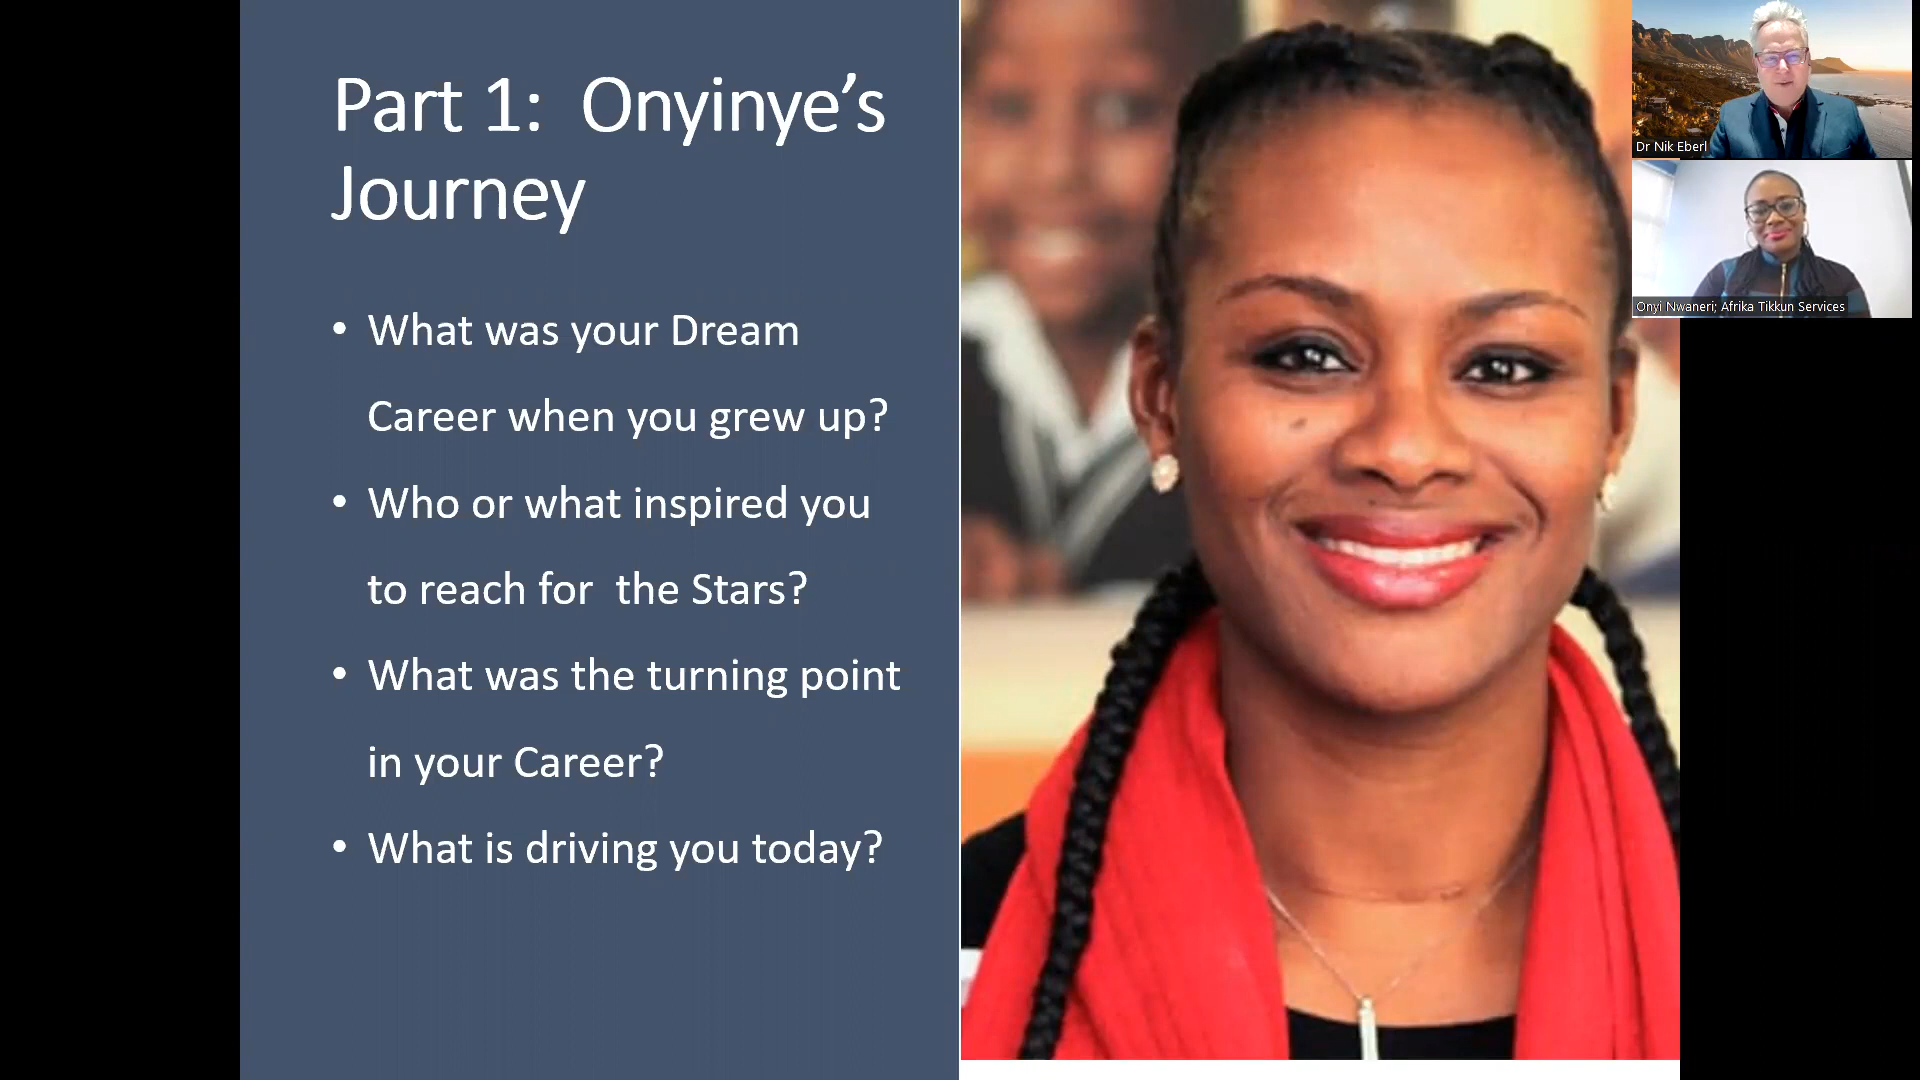 Part 1:  Onyinye’s
Journey
• What was your Dream
Career when you grew up?
• Who or what inspired you
to reach for  the Stars?
• What was the turning point
in your Career?
• What is driving you today?
Dr Nik Eberl
Onyi Nwaneri; Afrika Tikkun Services